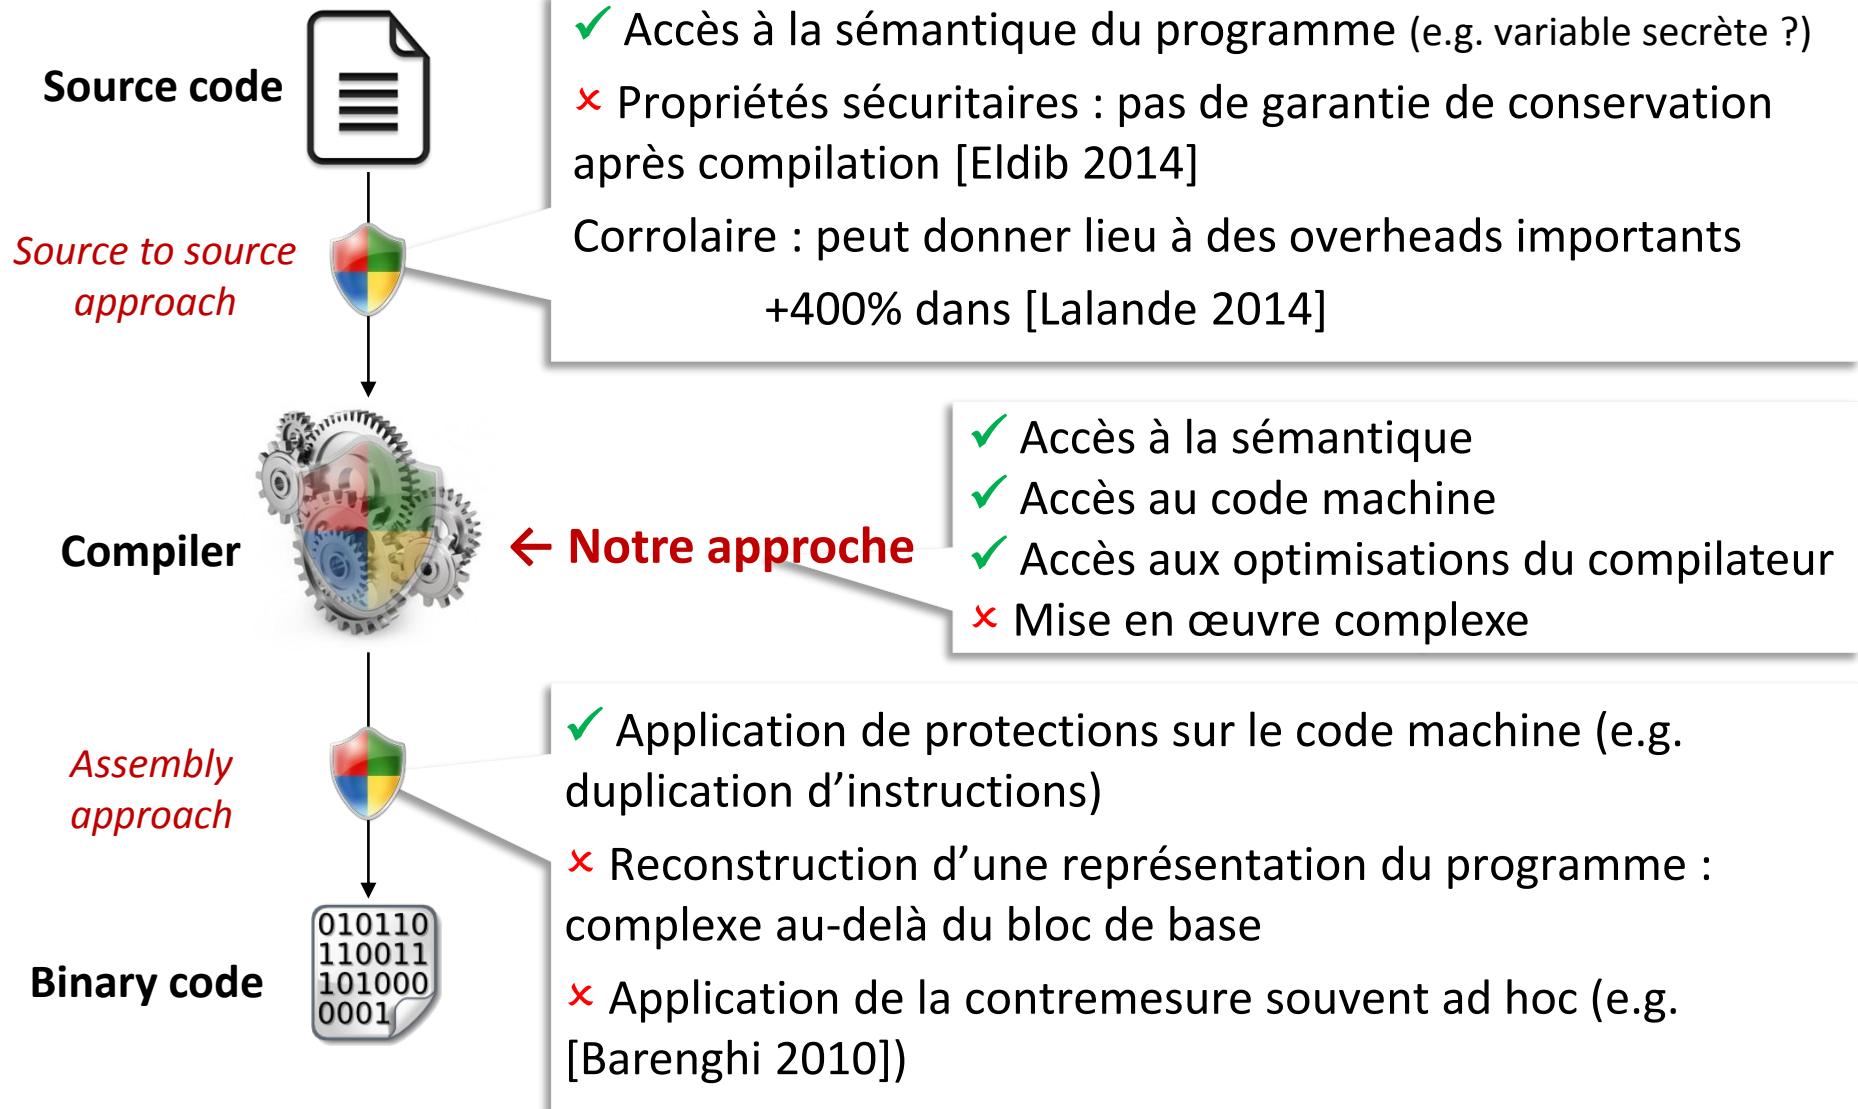 Source code
✓ Accès à la sémantique du programme (e.g. variable secrète ?)
× Propriétés sécuritaires : pas de garantie de conservation
après compilation [Eldib 2014]
Corrolaire : peut donner lieu à des overheads importants
+400% dans [Lalande 2014]
Source to source
approach
Compiler
← Notre approche
✓ Accès à la sémantique
✓ Accès au code machine
✓ Accès aux optimisations du compilateur
× Mise en œuvre complexe
Assembly
approach
✓ Application de protections sur le code machine (e.g.
duplication d’instructions)
× Reconstruction d’une représentation du programme :
complexe au-delà du bloc de base
× Application de la contremesure souvent ad hoc (e.g.
[Barenghi 2010])
Binary code
010110
110011
101000
0001